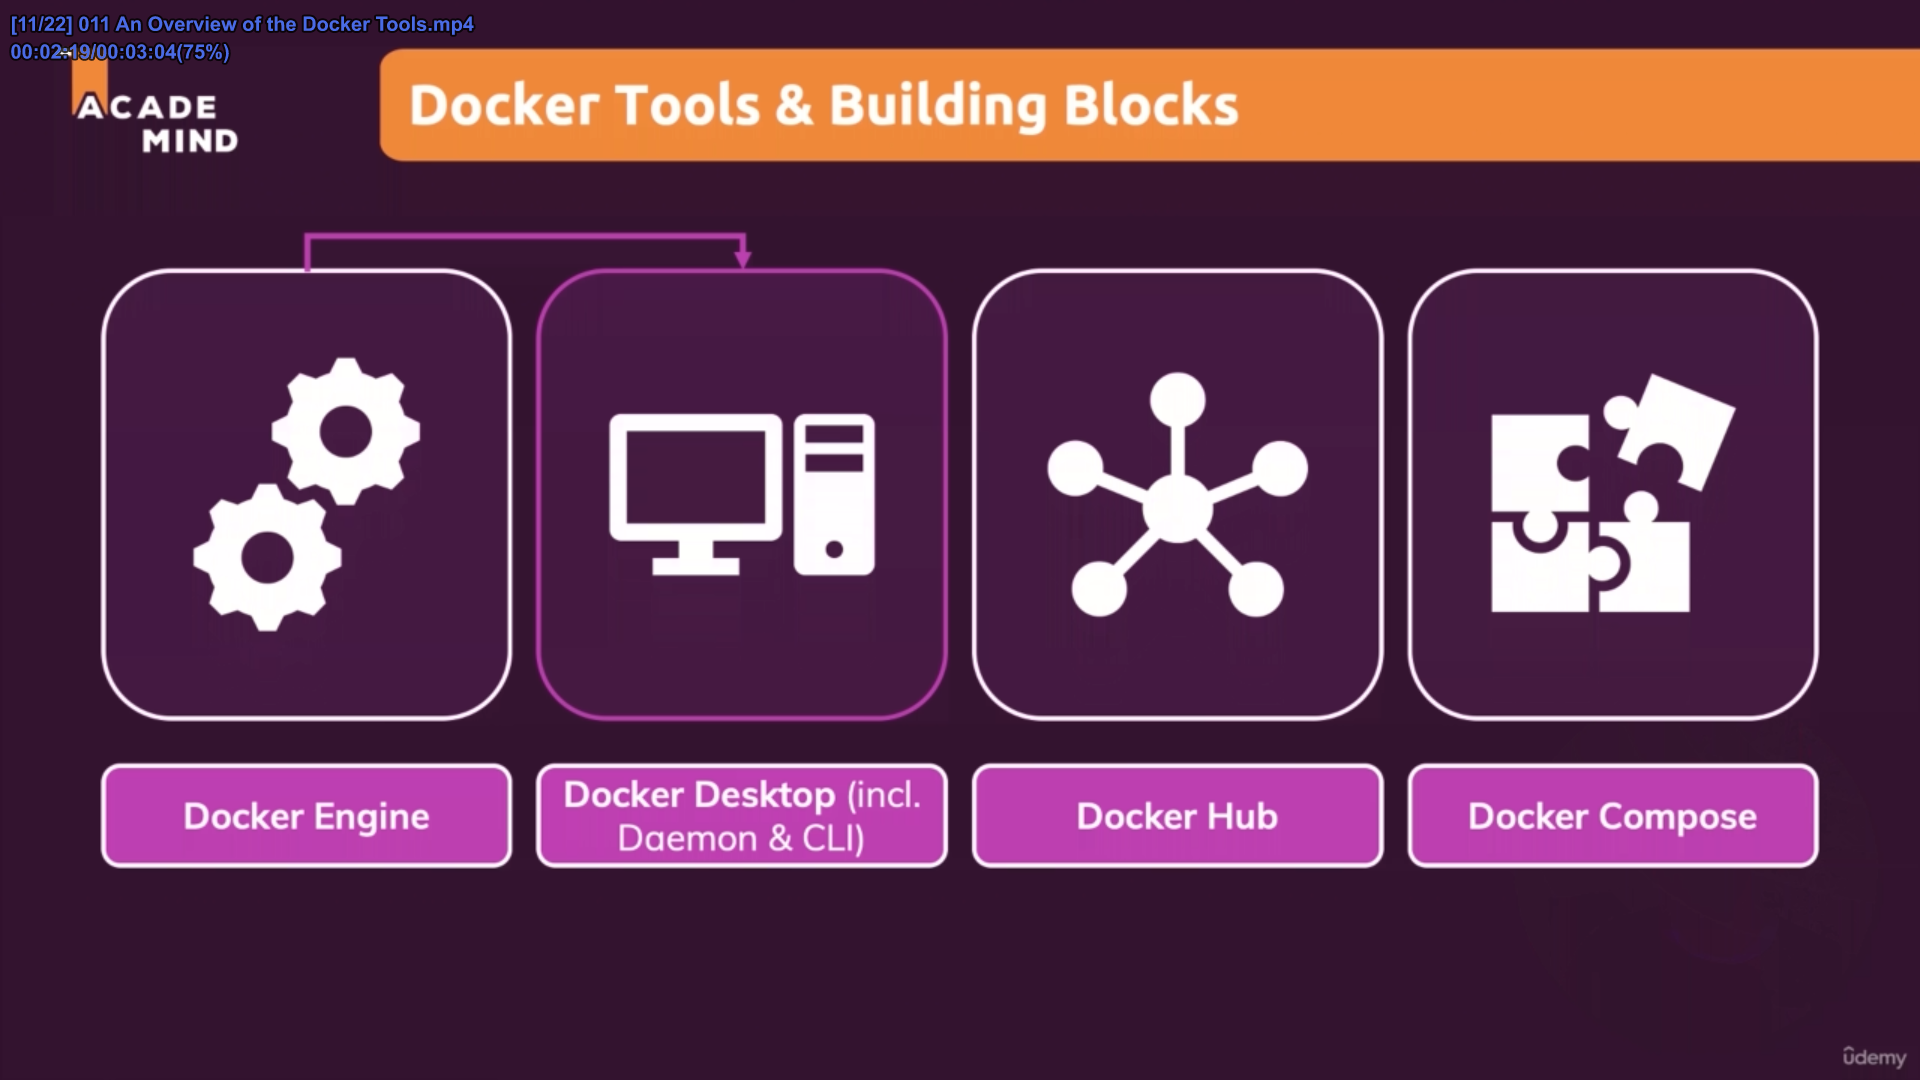 [11/22] 011 An Overview of the Docker Tools.mp4
00:02:19/00:03:04(75%)
ACADE
MIND
Docker Tools & Building Blocks
Docker Engine
Docker Desktop (incl.
Daemon & CLI)
Docker Hub
Docker Compose
ûdemy